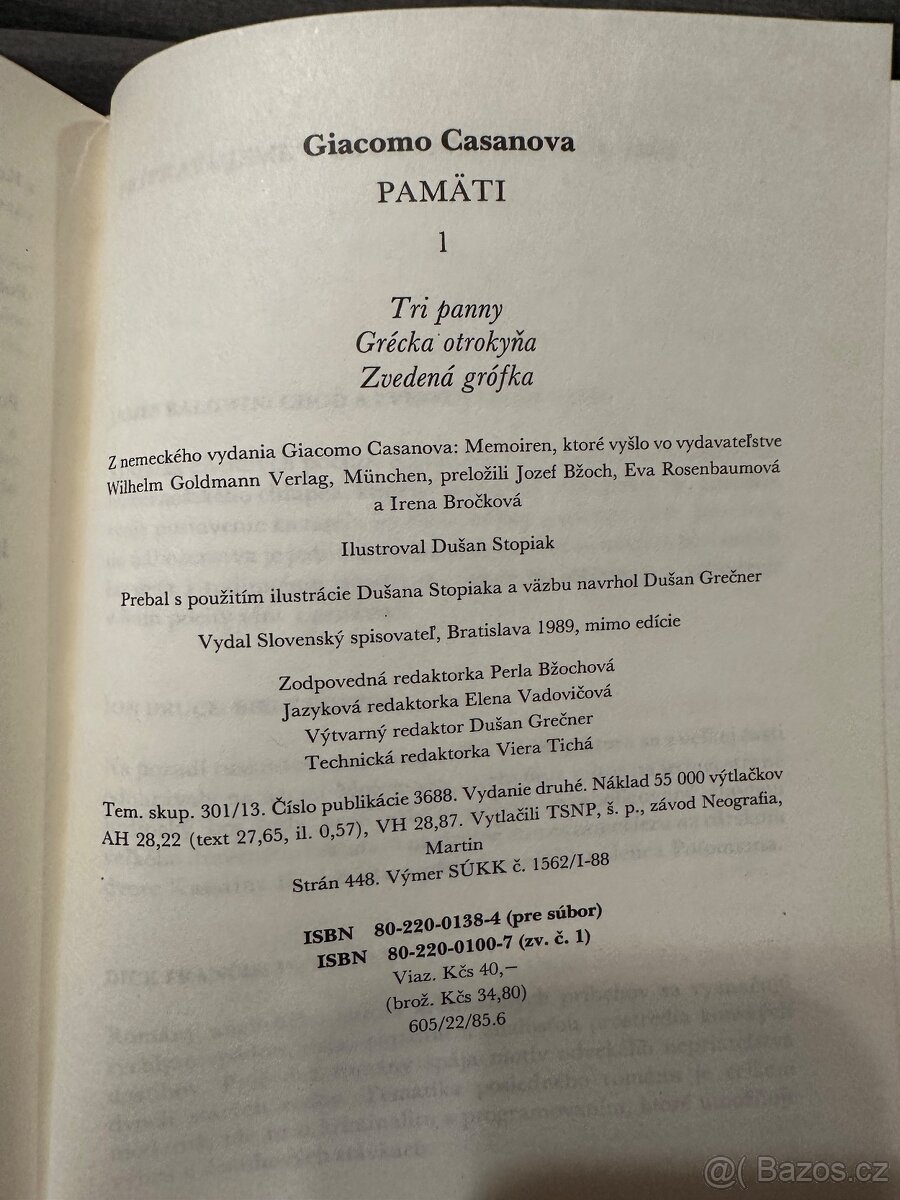 Giacomo Casanova
PAMÄTI
1
Tri panny
Grécka otrokyňa
Zvedená grófka
Z nemeckého vydania Giacomo Casanova: Memoiren, ktoré vyšlo vo vydavateľstve
Wilhelm Goldmann Verlag, München, preložili Jozef Bžoch, Eva Rosenbaumová
a Irena Bročková
Ilustroval Dušan Stopiak
Prebal s použitím ilustrácie Dušana Stopiaka a väzbu navrhol Dušan Grečner
Vydal Slovenský spisovateľ, Bratislava 1989, mimo edície
Zodpovedná redaktorka Perla Bžochová
Jazyková redaktorka Elena Vadovičová
Výtvarný redaktor Dušan Grečner
Technická redaktorka Viera Tichá
Tem. skup. 301/13. Číslo publikácie 3688. Vydanie druhé. Náklad 55 000 výtlačkov
AH 28,22 (text 27,65, il. 0,57), VH 28,87. Vytlačili TSNP, š. p., závod Neografia,
Martin
Strán 448. Výmer SÚKK č. 1562/I-88
ISBN 80-220-0138-4 (pre súbor)
ISBN 80-220-0100-7 (zv. č. 1)
Viaz. Kčs 40,—
(brož. Kčs 34,80)
605/22/85.6
@( Bazos.cz